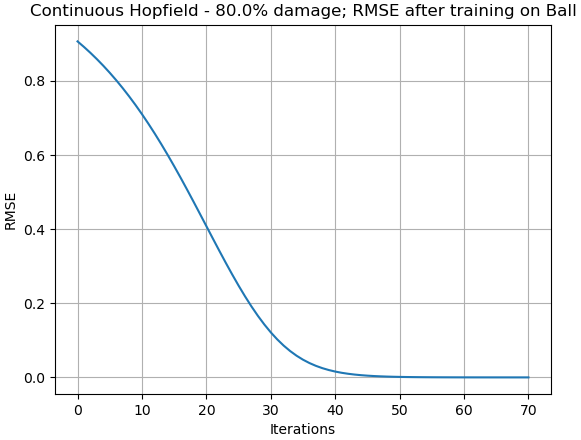 Continuous Hopfield - 80.0% damage; RMSE after training on Ball
0.8
0.6
0.4
0.2
0.0
RMSE
0 10 20 30 40 50 60 70
Iterations